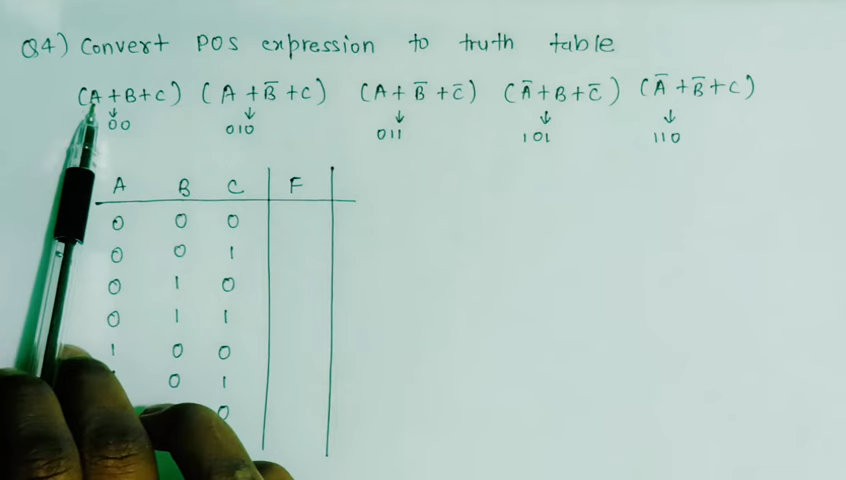 Q4) Convert POS expression to truth table
(A+B+C) (A+B̅+C) (A+B̅+C̅) (A̅+B+C̅) (A̅+B̅+C)
↓ ↓ ↓ ↓ ↓
00 010 011 101 110
A B C F
0 0 0
0 0 1
0 1 0
0 1 1
1 0 0
0 1
0